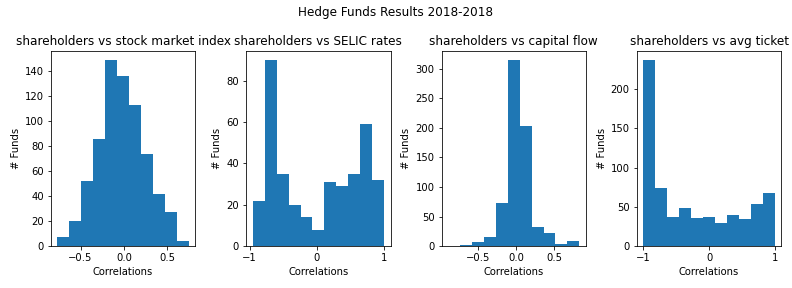 Hedge Funds Results 2018-2018
shareholders vs stock market index
# Funds
140
120
100
80
60
40
20
0
−0.5 0.0 0.5
Correlations
shareholders vs SELIC rates
# Funds
80
60
40
20
0
−1 0 1
Correlations
shareholders vs capital flow
# Funds
300
250
200
150
100
50
0
−0.5 0.0 0.5
Correlations
shareholders vs avg ticket
# Funds
200
150
100
50
0
−1 0 1
Correlations